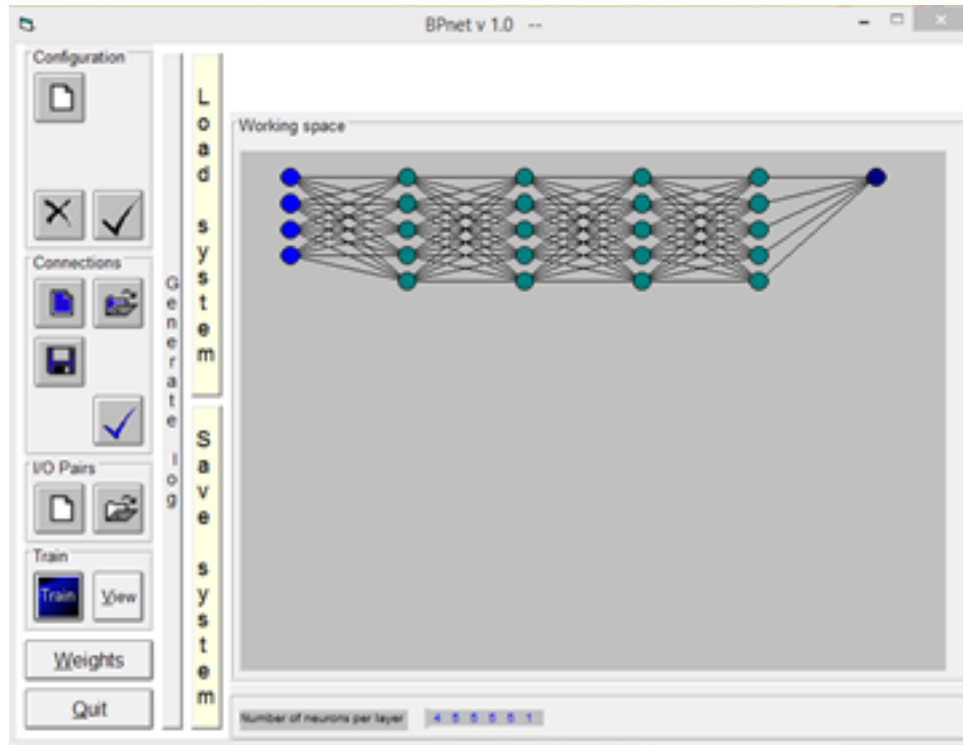 BPnet v 1.0 --
Configuration
Connections
I/O Pairs
Train
Train
View
Weights
Quit
Generate log
Load system
Save system
Working space
Number of neurons per layer
4 5 5 5 5 1